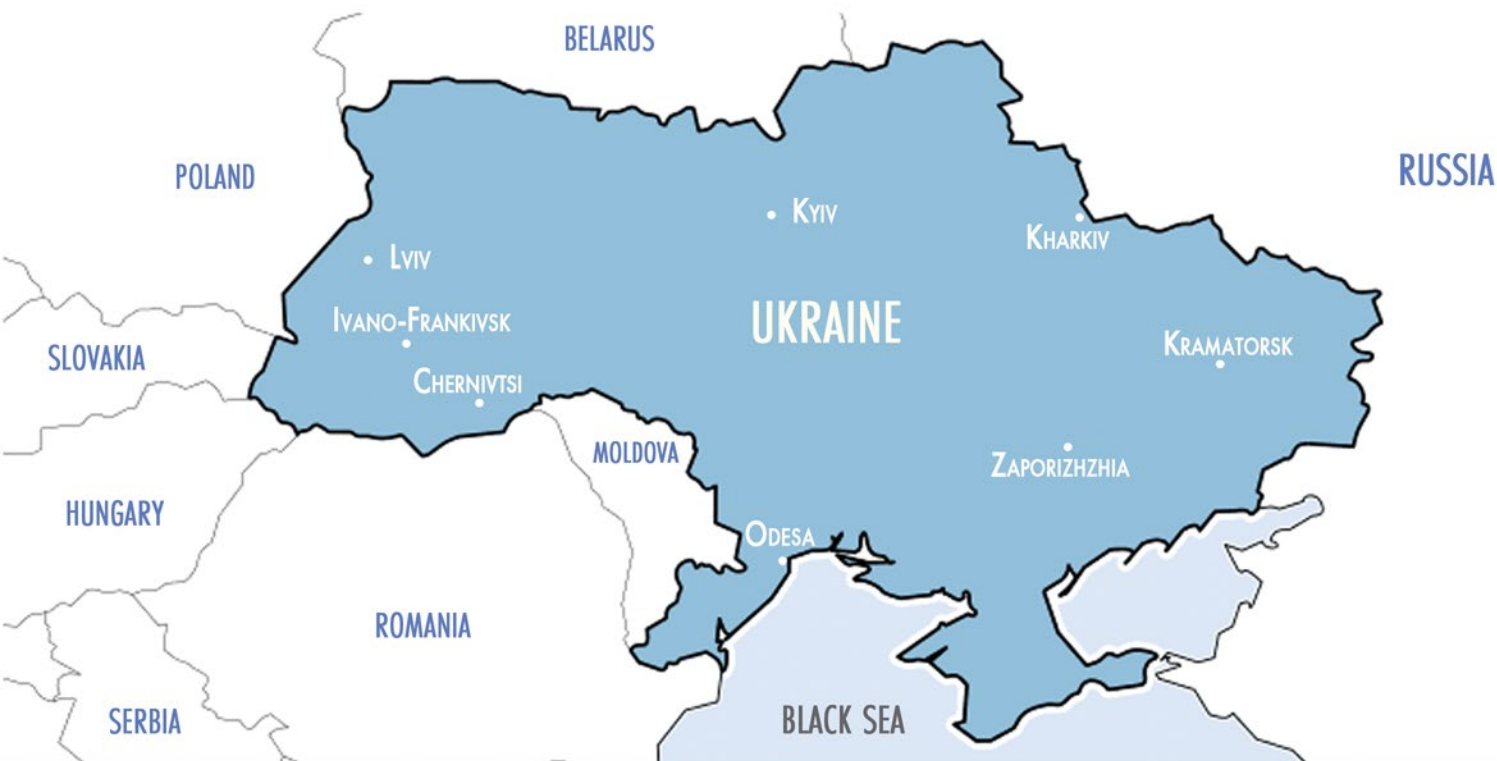 BELARUS
POLAND
RUSSIA
KYIV
KHARKIV
LVIV
UKRAINE
IVANO-FRANKIVSK
KRAMATORSK
SLOVAKIA
CHERNIVTSI
MOLDOVA
ZAPORIZHZHIA
HUNGARY
ODESA
ROMANIA
SERBIA
BLACK SEA